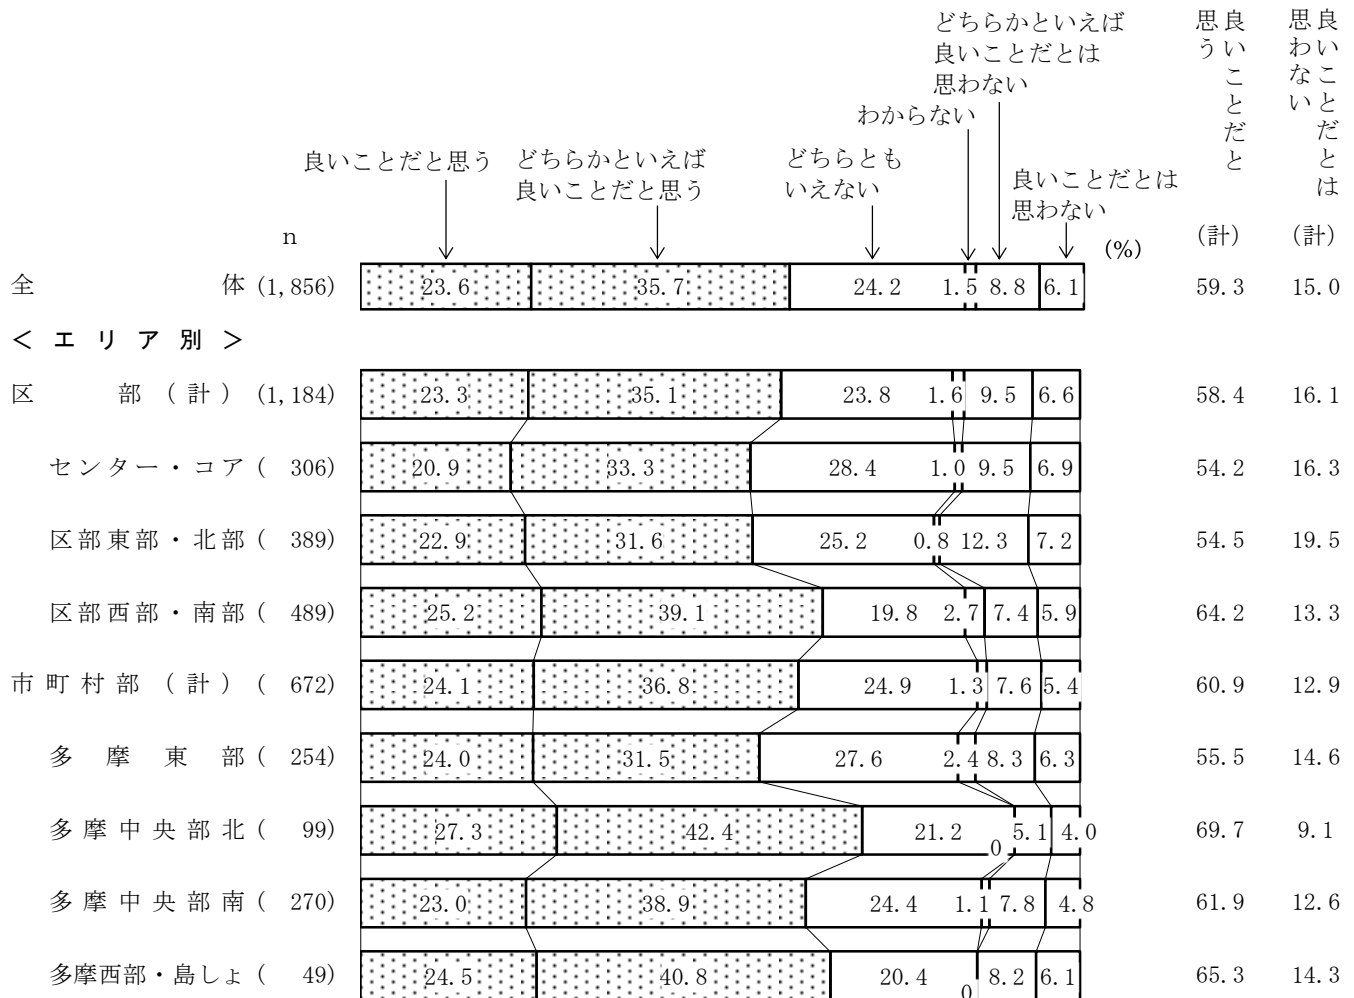 どちらかといえば
良いことだとは
思わない
わからない
良いことだと思う
どちらかといえば
良いことだと思う
どちらとも
いえない
良いことだとは
思わない
良いことだと
思う
(計)
良いことだとは
思わない
(計)
n
(%)
全体 (1,856) 23.6 35.7 24.2 1.5 8.8 6.1 59.3 15.0
＜エリア別＞
区部(計) (1,184) 23.3 35.1 23.8 1.6 9.5 6.6 58.4 16.1
センター・コア ( 306) 20.9 33.3 28.4 1.0 9.5 6.9 54.2 16.3
区部東部・北部 ( 389) 22.9 31.6 25.2 0.8 12.3 7.2 54.5 19.5
区部西部・南部 ( 489) 25.2 39.1 19.8 2.7 7.4 5.9 64.2 13.3
市町村部(計) ( 672) 24.1 36.8 24.9 1.3 7.6 5.4 60.9 12.9
多摩東部 ( 254) 24.0 31.5 27.6 2.4 8.3 6.3 55.5 14.6
多摩中央部北 ( 99) 27.3 42.4 21.2 0 5.1 4.0 69.7 9.1
多摩中央部南 ( 270) 23.0 38.9 24.4 1.1 7.8 4.8 61.9 12.6
多摩西部・島しょ ( 49) 24.5 40.8 20.4 0 8.2 6.1 65.3 14.3